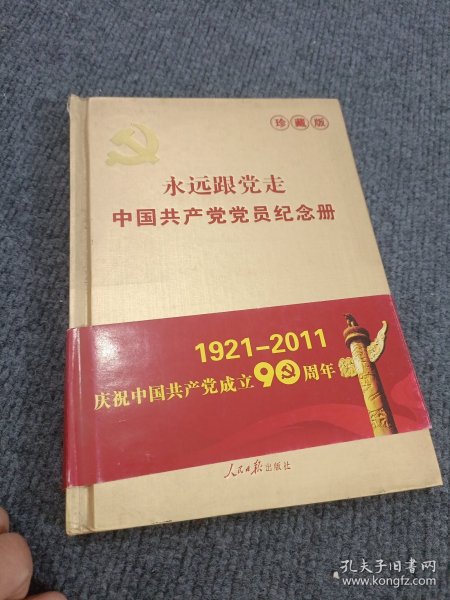 珍藏版
永远跟党走
中国共产党党员纪念册
1921-2011
庆祝中国共产党成立90周年
人民日报出版社
孔夫子旧书网
www.kongfz.com